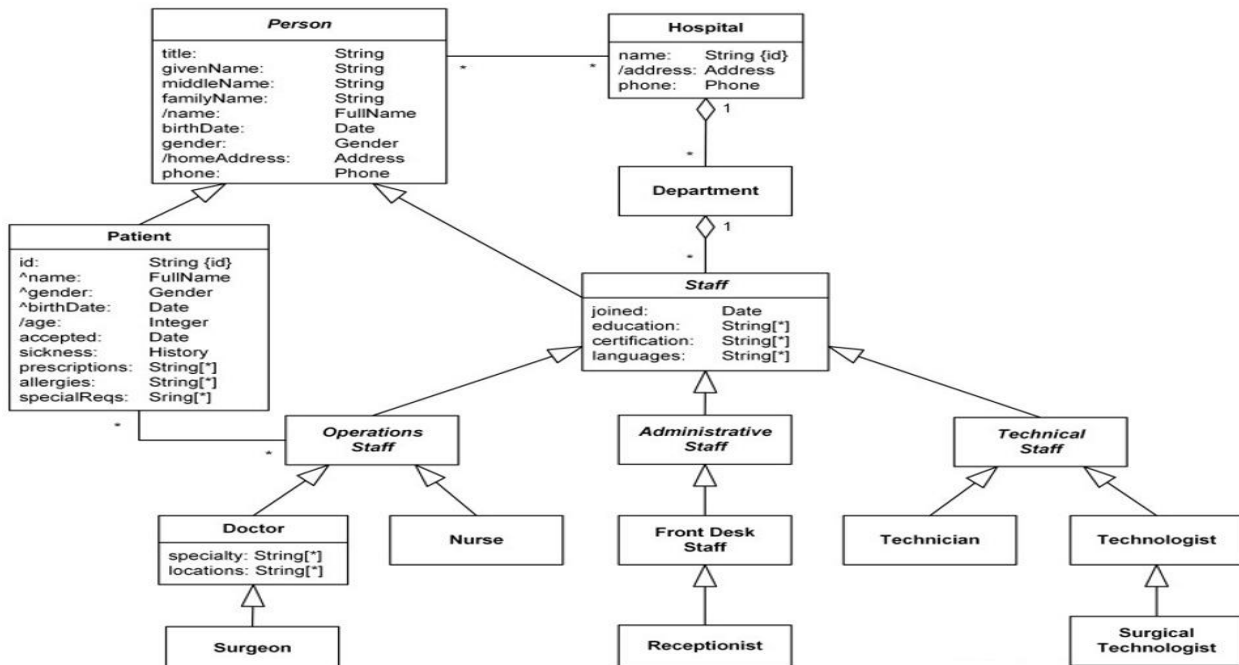 Person
title: String
givenName: String
middleName: String
familyName: String
/name: FullName
birthDate: Date
gender: Gender
/homeAddress: Address
phone: Phone
* *
Hospital
name: String {id}
/address: Address
phone: Phone
1
*
Department
1
*
Patient
id: String {id}
^name: FullName
^gender: Gender
^birthDate: Date
/age: Integer
accepted: Date
sickness: History
prescriptions: String[*]
allergies: String[*]
specialReqs: Sring[*]
* *
Staff
joined: Date
education: String[*]
certification: String[*]
languages: String[*]
Operations
Staff
Administrative
Staff
Technical
Staff
Doctor
specialty: String[*]
locations: String[*]
Nurse
Front Desk
Staff
Technician
Technologist
Surgeon
Receptionist
Surgical
Technologist